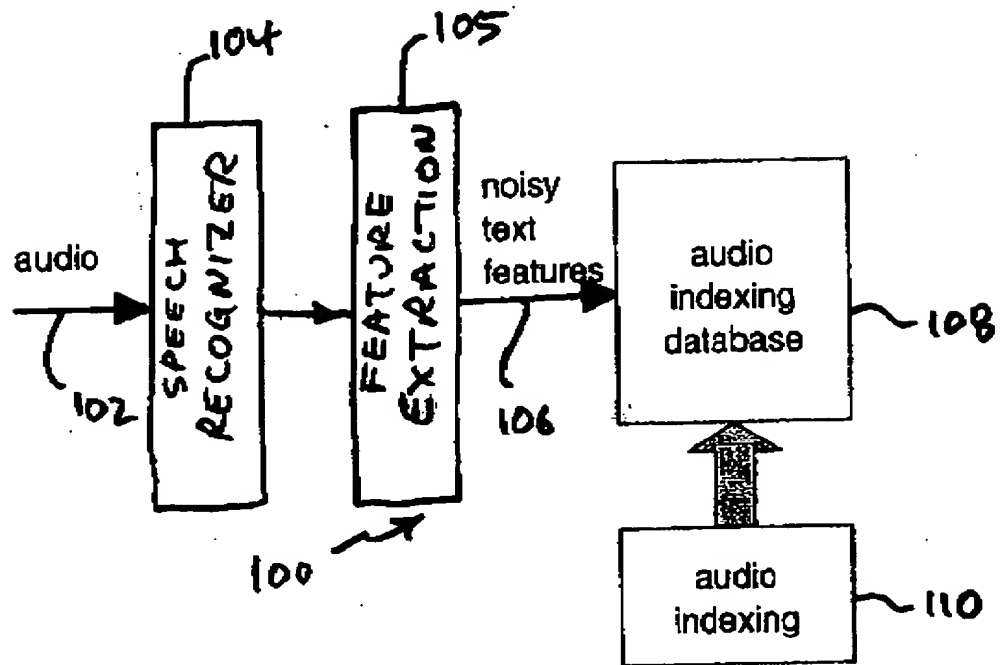 104
105
audio
102
SPEECH
RECOGNIZER
FEATURE
EXTRACTION
noisy
text
features
106
audio
indexing
database
108
100
audio
indexing
110